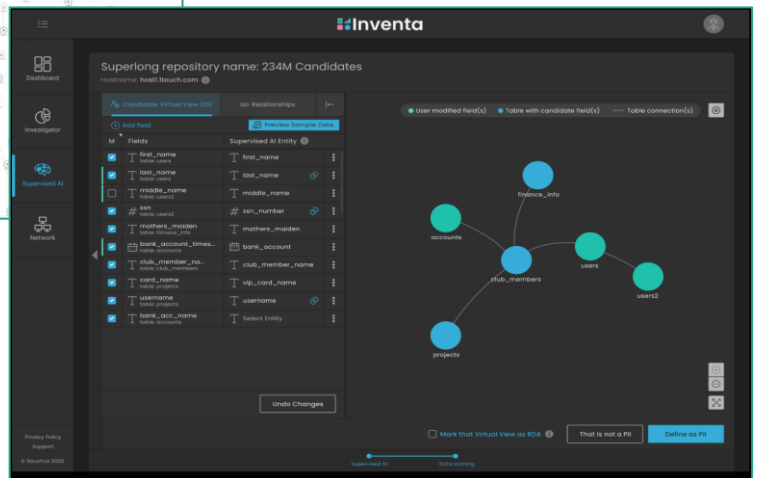 Inventa
Dashboard
Investigator
Supervised AI
Network
Privacy Policy
Support
Superlong repository name: 234M Candidates
Hostname: host1.1touch.com
Candidate Virtual View (10)
Relationships
Add field
Preview Sample Data
M Fields Supervised AI Entity
first_name first_name
table: users
last_name last_name
table: users
middle_name middle_name
table: users2
ssn ssn_number
table: users2
mothers_maiden mothers_maiden
table: finnace_info
bank_account_times... bank_account
table: accounts
club_member_na... club_member_name
table: club_members
card_name vip_card_name
table: projects
username username
table: projects
bank_acc_name Select Entity
table: accounts
Undo Changes
User modified field(s) Table with candidate field(s) Table connection(s)
finance_info
accounts
club_members
users
users2
projects
Mark that Virtual View as RDA
That is not a PII
Define as PII
Supervised AI
Data training